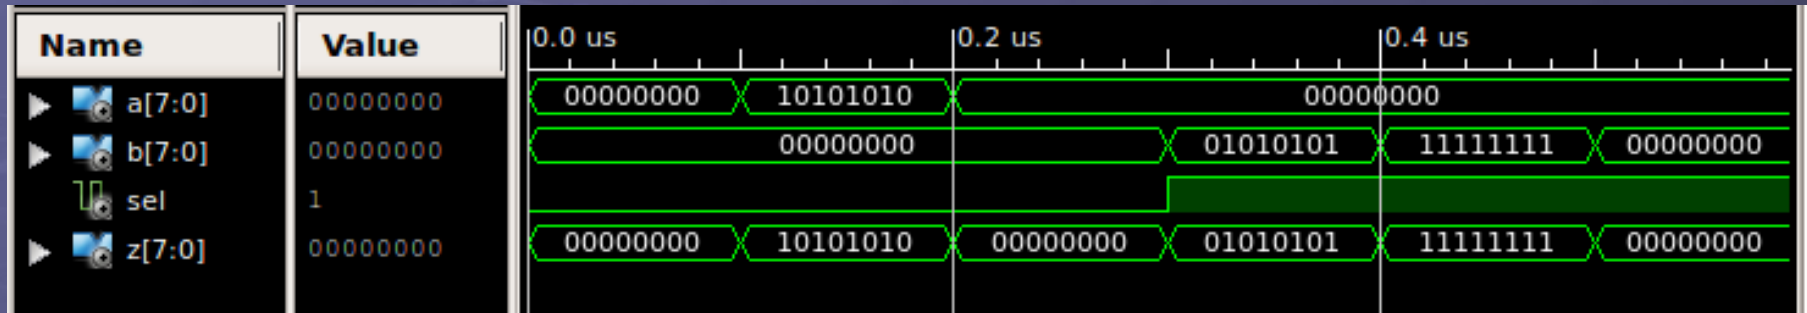 Name Value 0.0 us 0.2 us 0.4 us
a[7:0] 00000000 00000000 10101010 00000000
b[7:0] 00000000 00000000 01010101 11111111 00000000
sel 1
z[7:0] 00000000 00000000 10101010 00000000 01010101 11111111 00000000